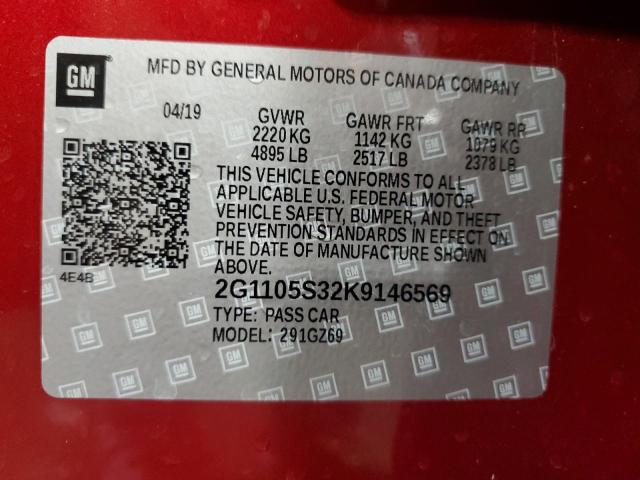 GM
MFD BY GENERAL MOTORS OF CANADA COMPANY
04/19 GVWR GAWR FRT GAWR RR
2220 KG 1142 KG 1079 KG
4895 LB 2517 LB 2378 LB
THIS VEHICLE CONFORMS TO ALL
APPLICABLE U.S. FEDERAL MOTOR
VEHICLE SAFETY, BUMPER, AND THEFT
PREVENTION STANDARDS IN EFFECT ON
THE DATE OF MANUFACTURE SHOWN
ABOVE.
4E4B
2G1105S32K9146569
TYPE: PASS CAR
MODEL: 291GZ69